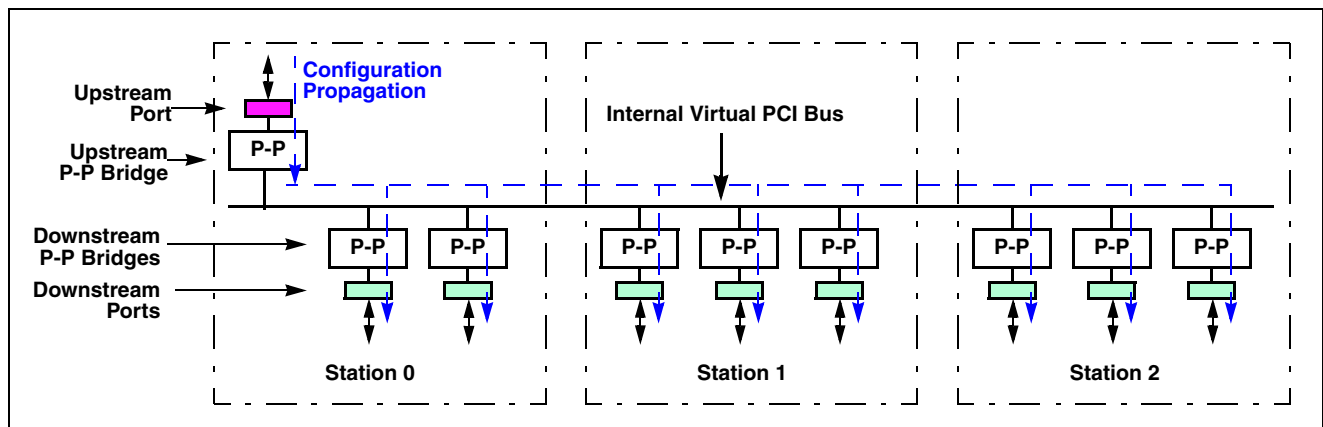 Configuration
Propagation
Upstream
Port
Internal Virtual PCI Bus
P-P
Upstream
P-P Bridge
Downstream
P-P Bridges
P-P
P-P
P-P
P-P
P-P
P-P
P-P
P-P
Downstream
Ports
Station 0
Station 1
Station 2